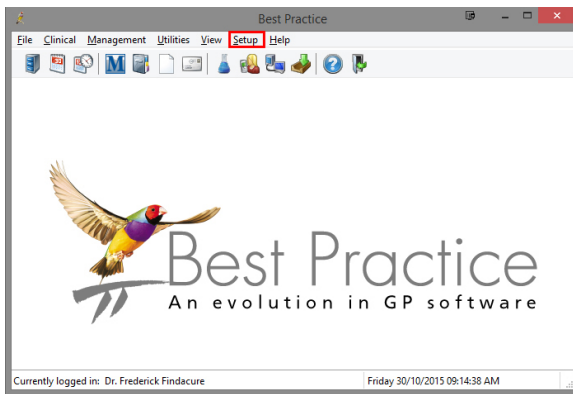 Best Practice
File Clinical Management Utilities View Setup Help
M
Best Practice
An evolution in GP software
Currently logged in: Dr. Frederick Findacure Friday 30/10/2015 09:14:38 AM